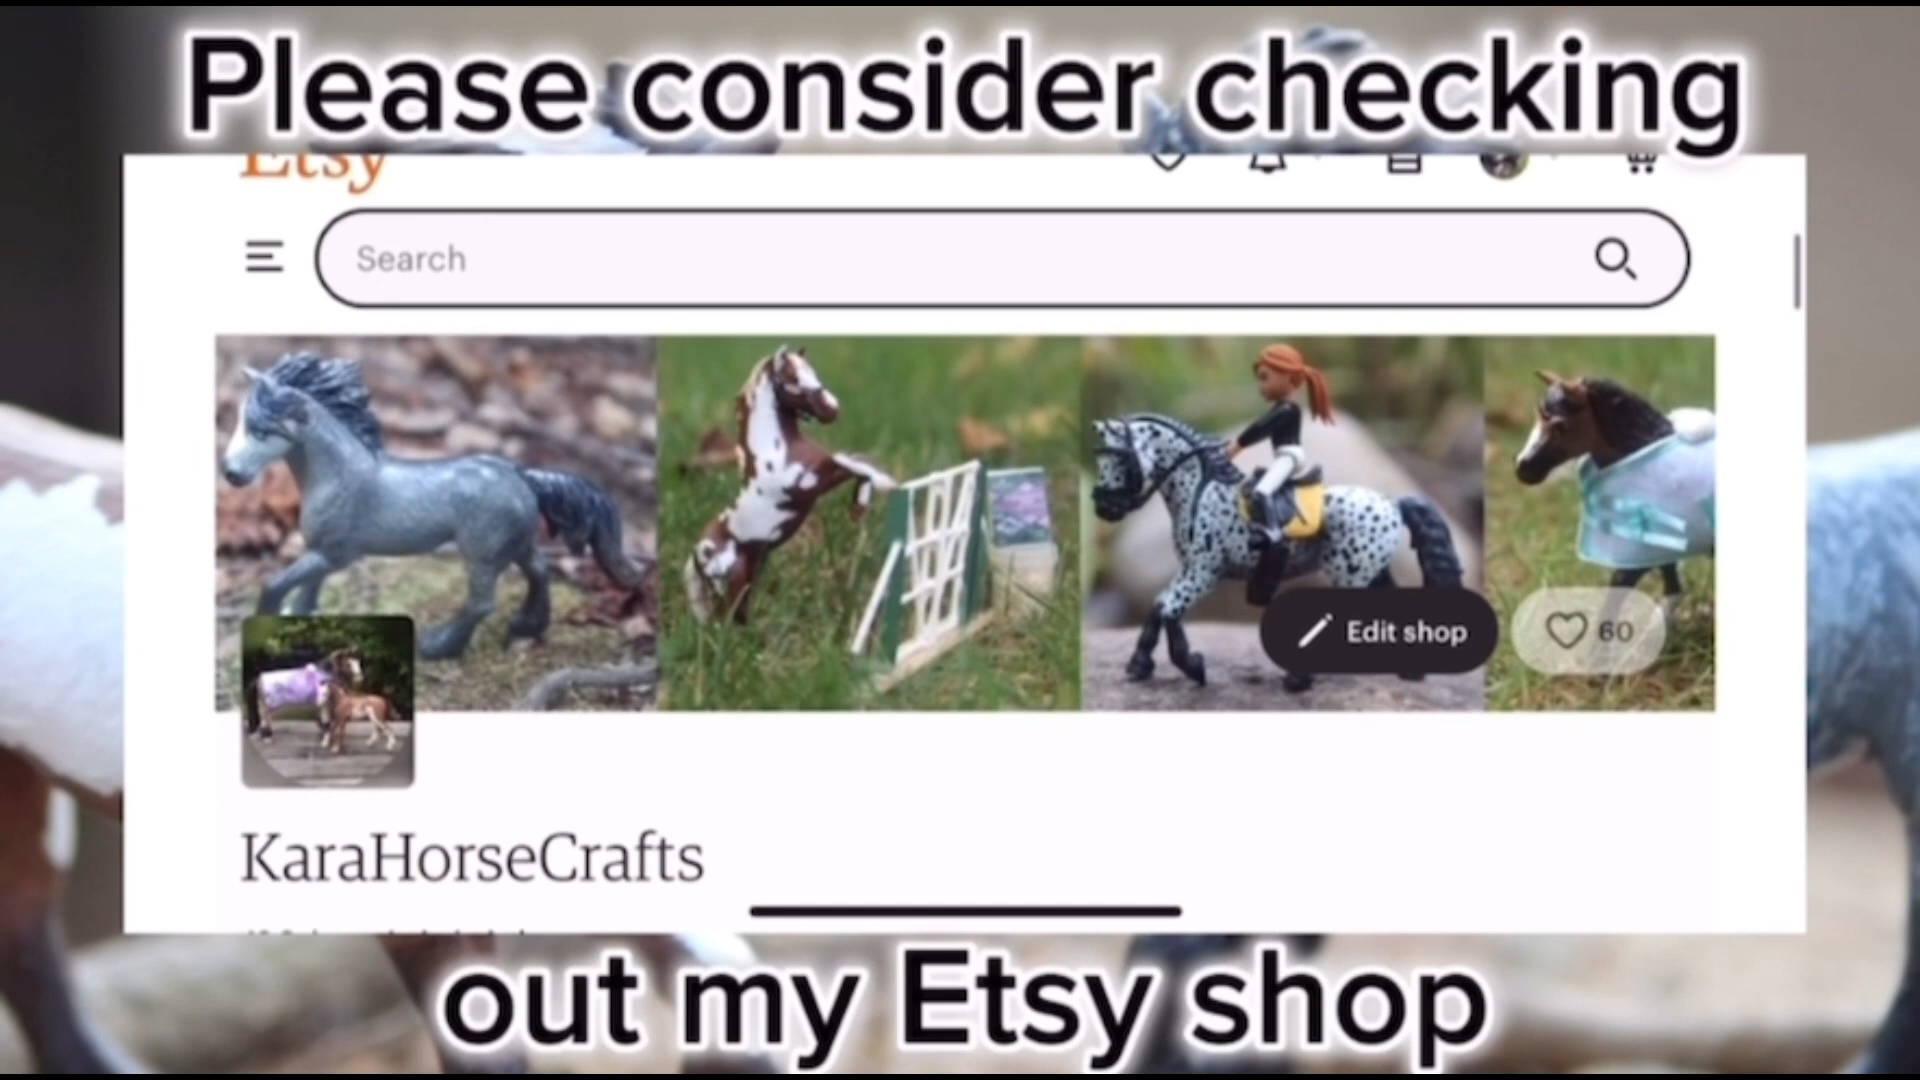 Please consider checking
Etsy
Search
Edit shop
60
KaraHorseCrafts
out my Etsy shop